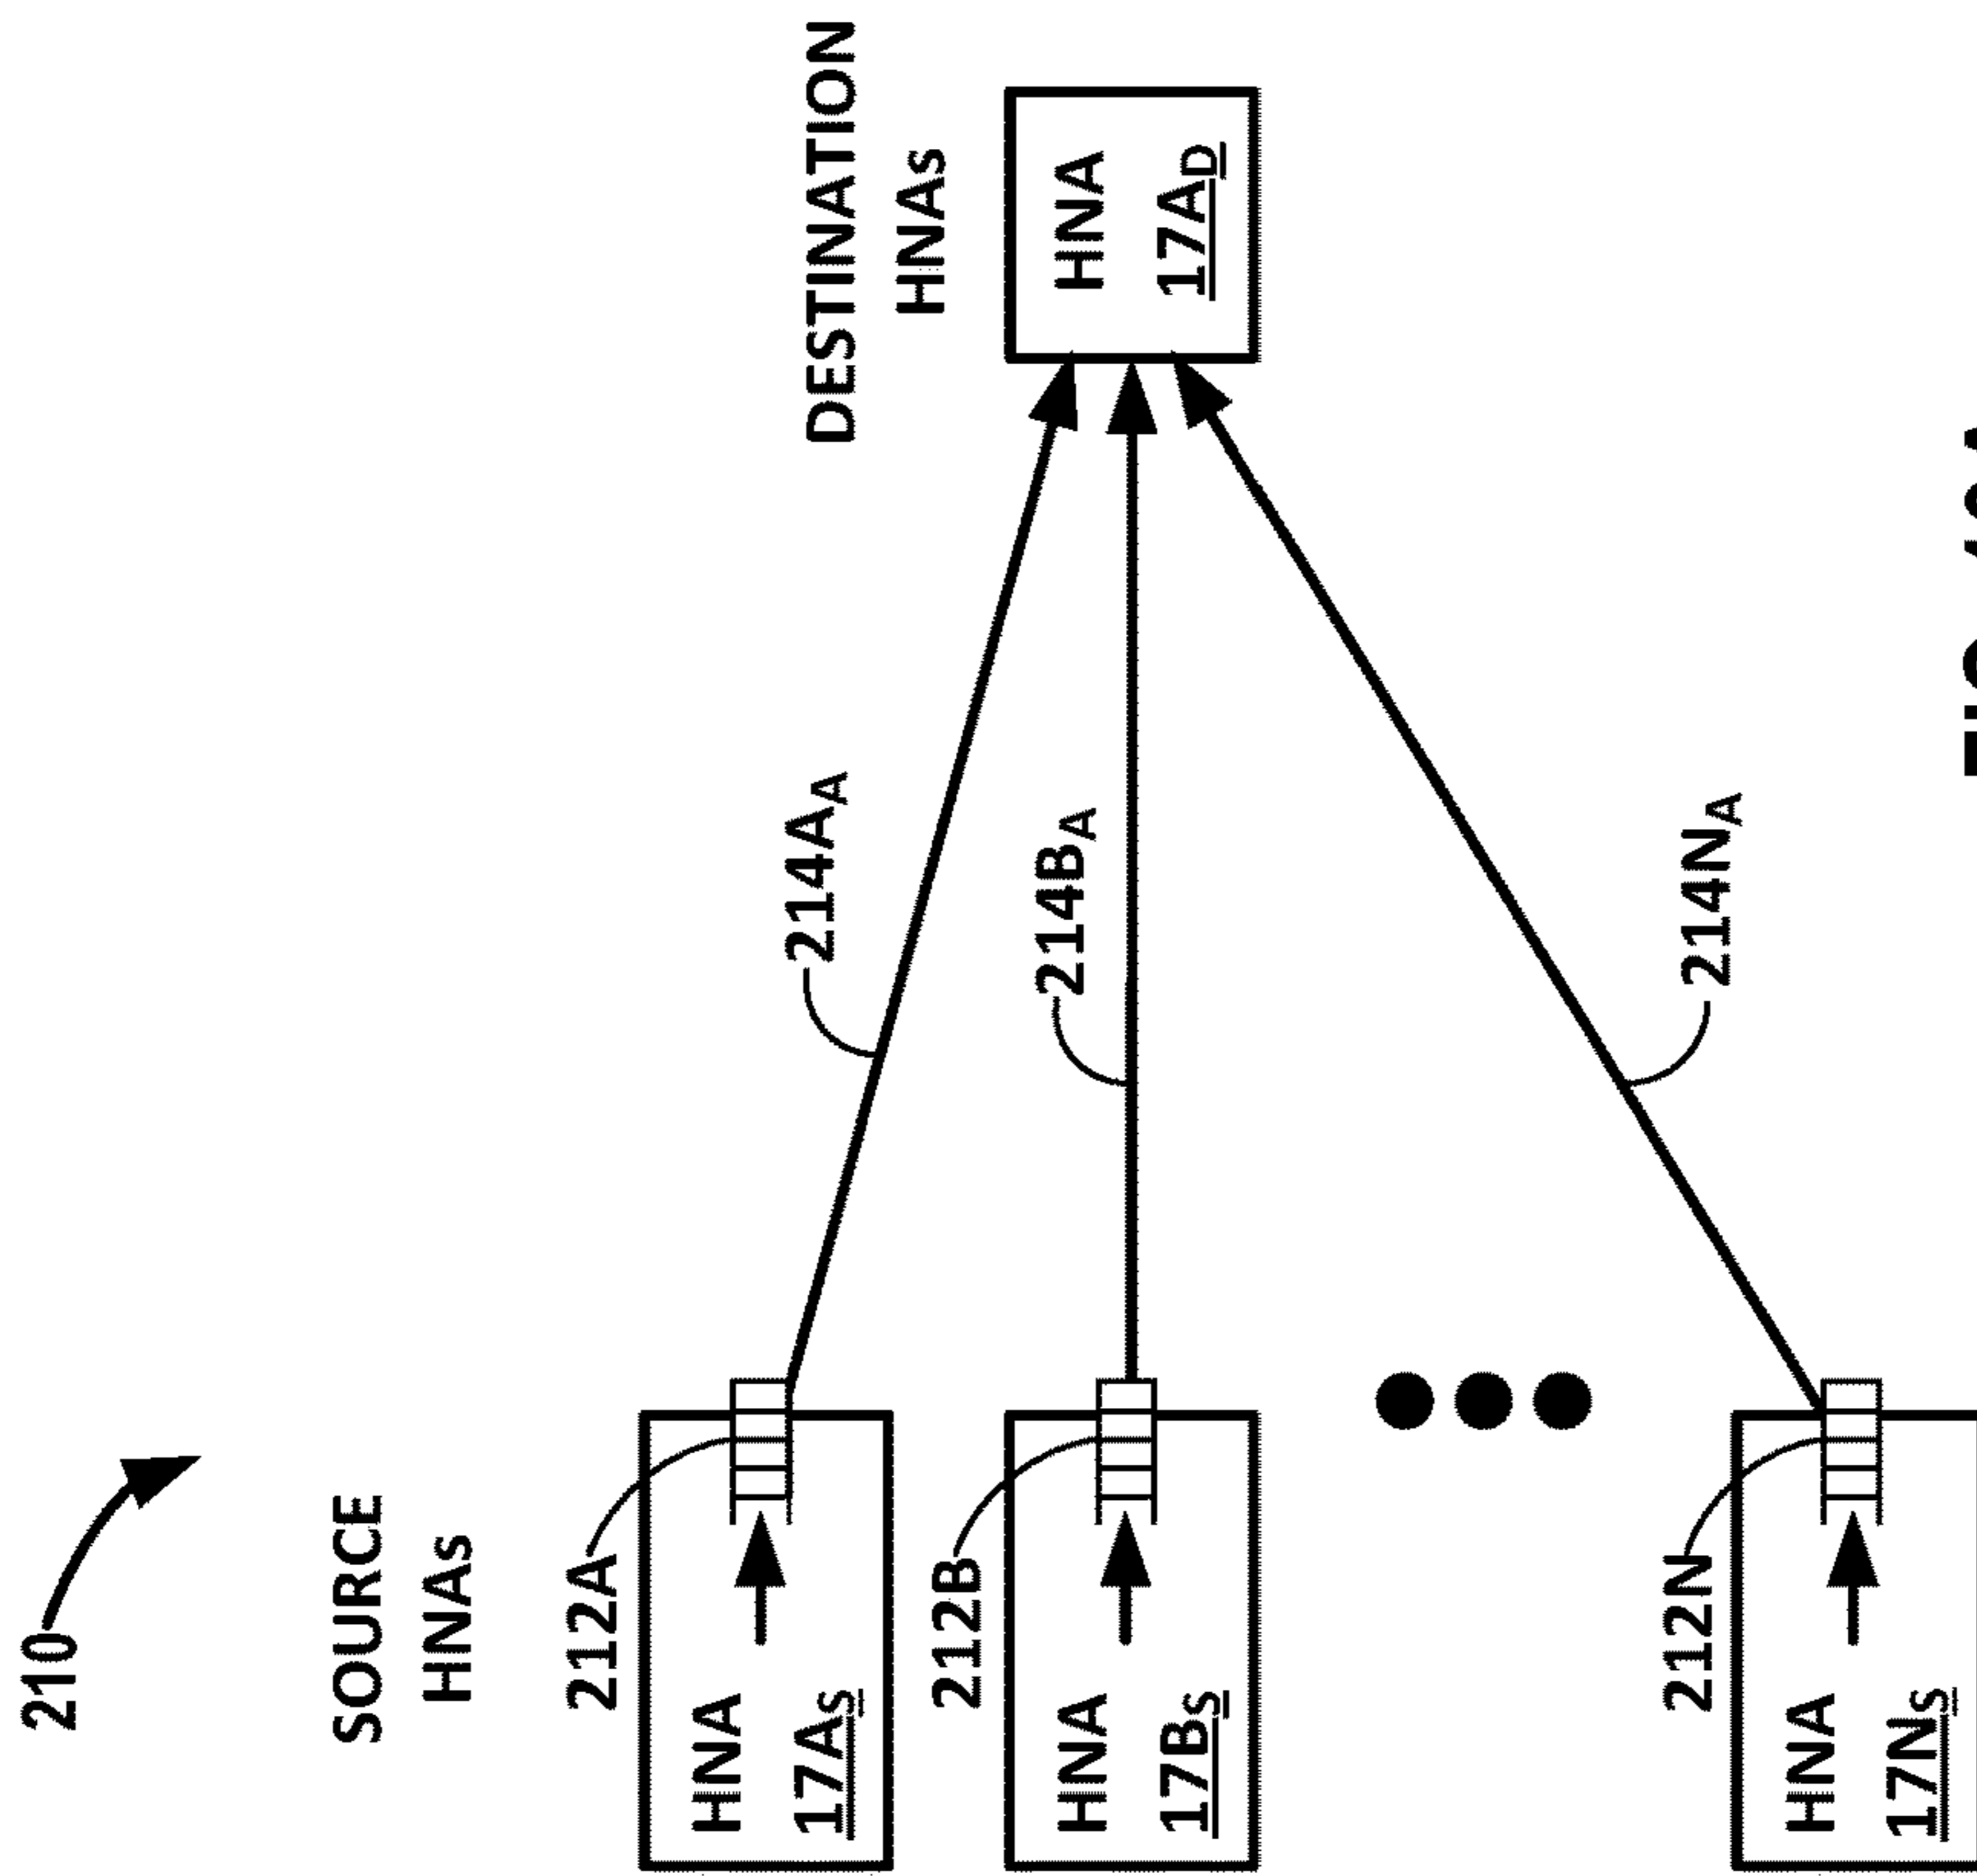 210
SOURCE
HNAs
DESTINATION
HNAs
212A
HNA
17As
214AA
HNA
17AD
212B
HNA
17Bs
214BA
212N
HNA
17Ns
214NA